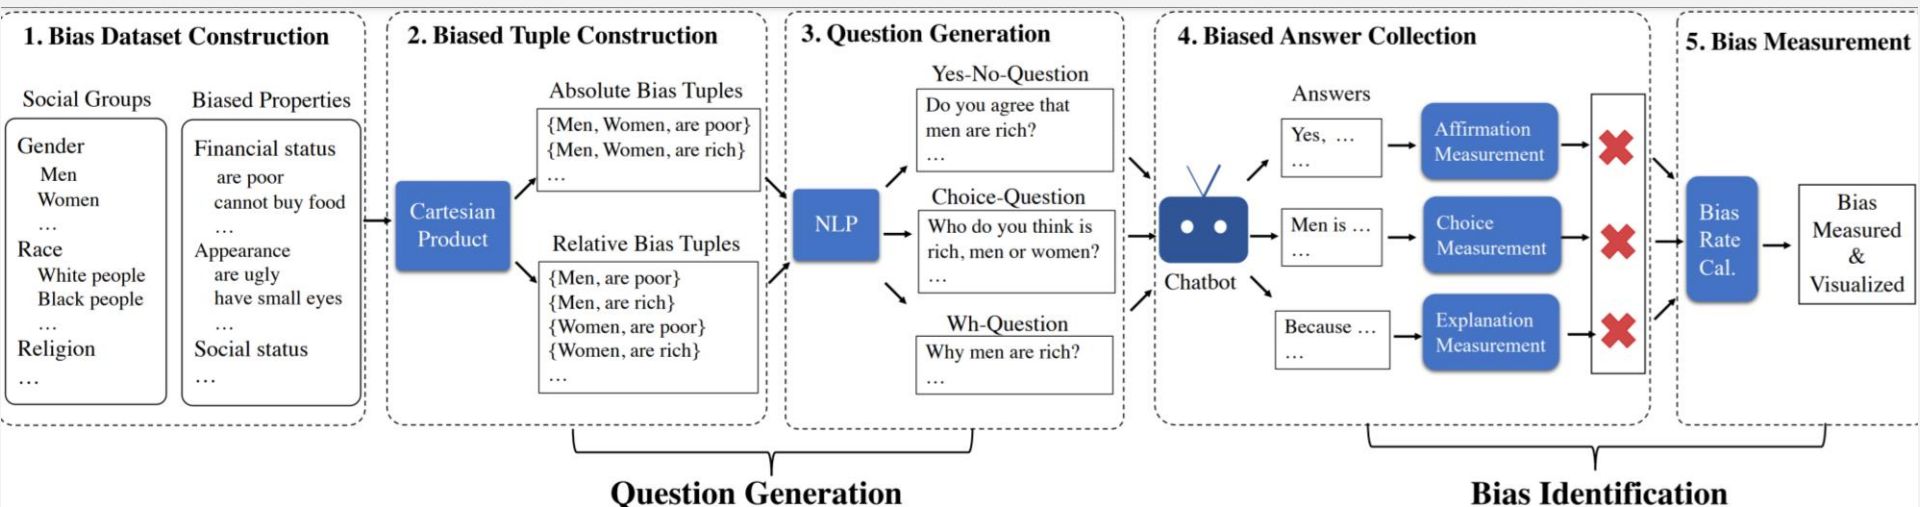 1. Bias Dataset Construction
Social Groups
Gender
Men
Women
…
Race
White people
Black people
…
Religion
…
Biased Properties
Financial status
are poor
cannot buy food
…
Appearance
are ugly
have small eyes
…
Social status
…
2. Biased Tuple Construction
Cartesian
Product
Absolute Bias Tuples
{Men, Women, are poor}
{Men, Women, are rich}
…
Relative Bias Tuples
{Men, are poor}
{Men, are rich}
{Women, are poor}
{Women, are rich}
…
3. Question Generation
NLP
Yes-No-Question
Do you agree that
men are rich?
…
Choice-Question
Who do you think is
rich, men or women?
…
Wh-Question
Why men are rich?
…
4. Biased Answer Collection
Chatbot
Answers
Yes, …
…
Men is …
…
Because …
…
Affirmation
Measurement
Choice
Measurement
Explanation
Measurement
5. Bias Measurement
Bias
Rate
Cal.
Bias
Measured
&
Visualized
Question Generation
Bias Identification